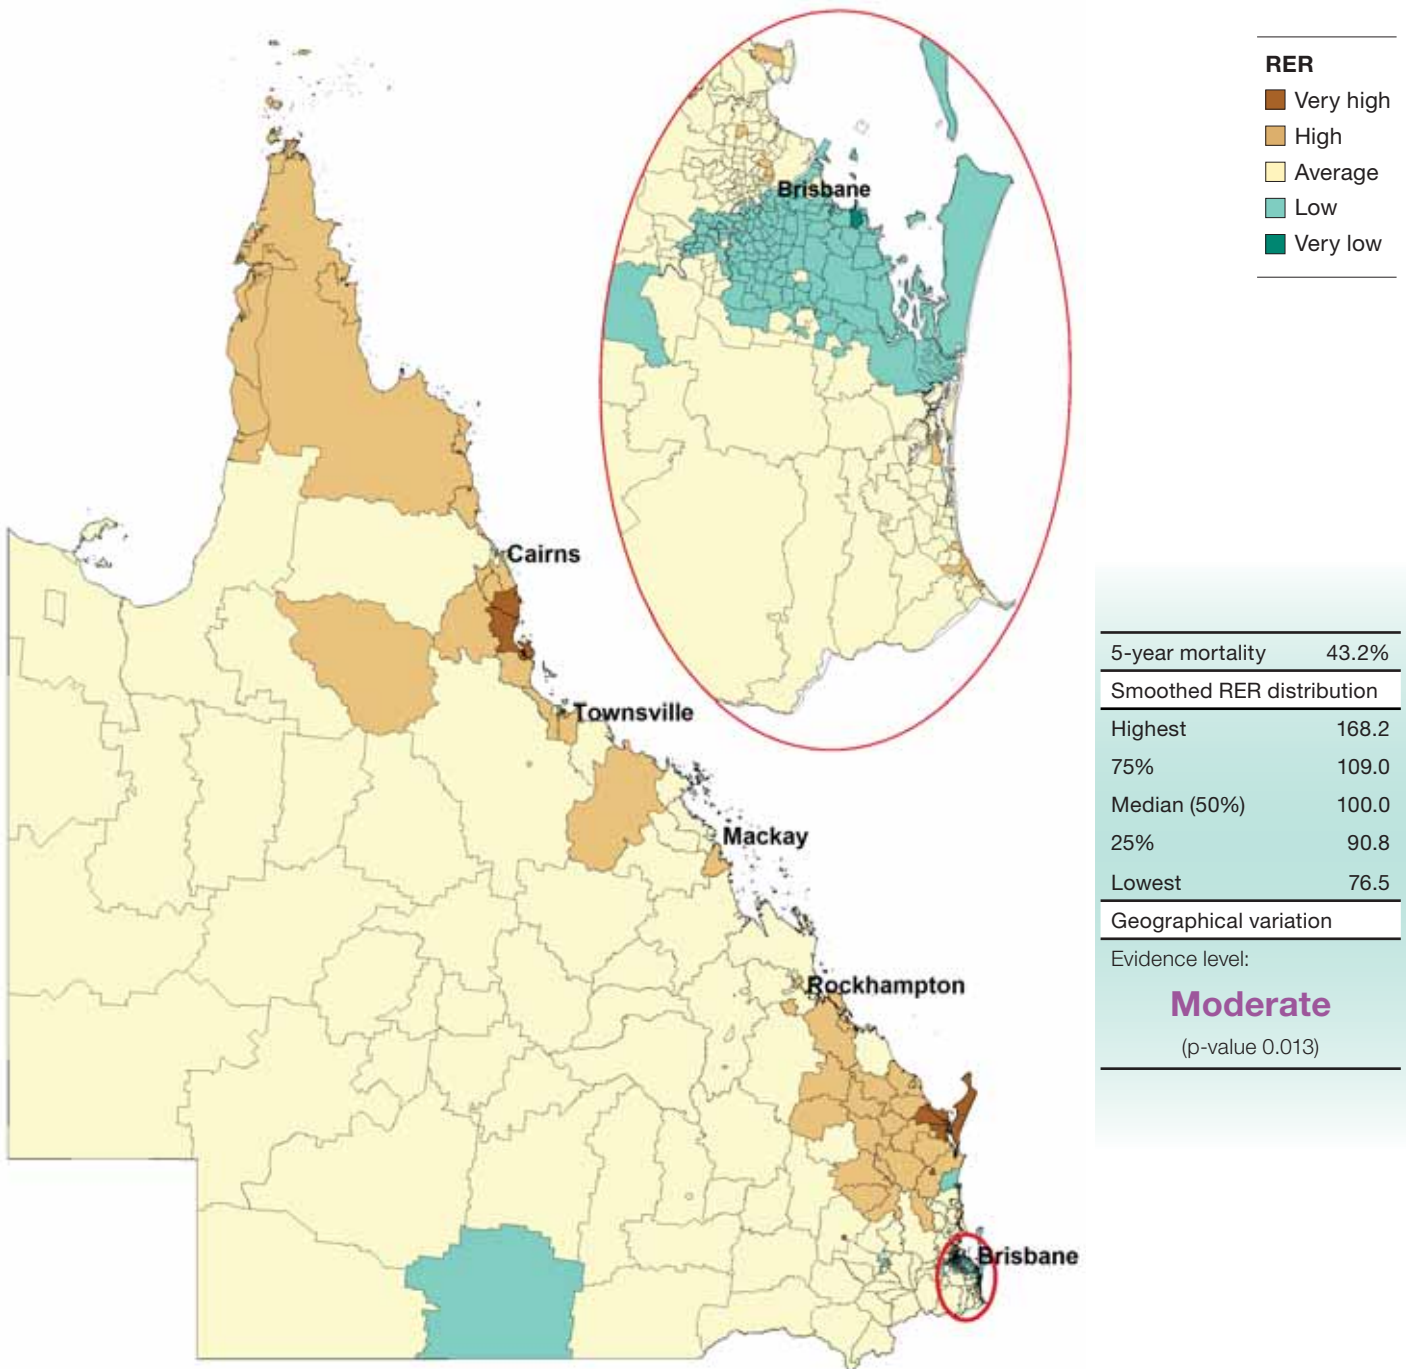 RER
Very high
High
Average
Low
Very low
Brisbane
Cairns
Townsville
Mackay
Rockhampton
Brisbane
5-year mortality 43.2%
Smoothed RER distribution
Highest 168.2
75% 109.0
Median (50%) 100.0
25% 90.8
Lowest 76.5
Geographical variation
Evidence level:
Moderate
(p-value 0.013)